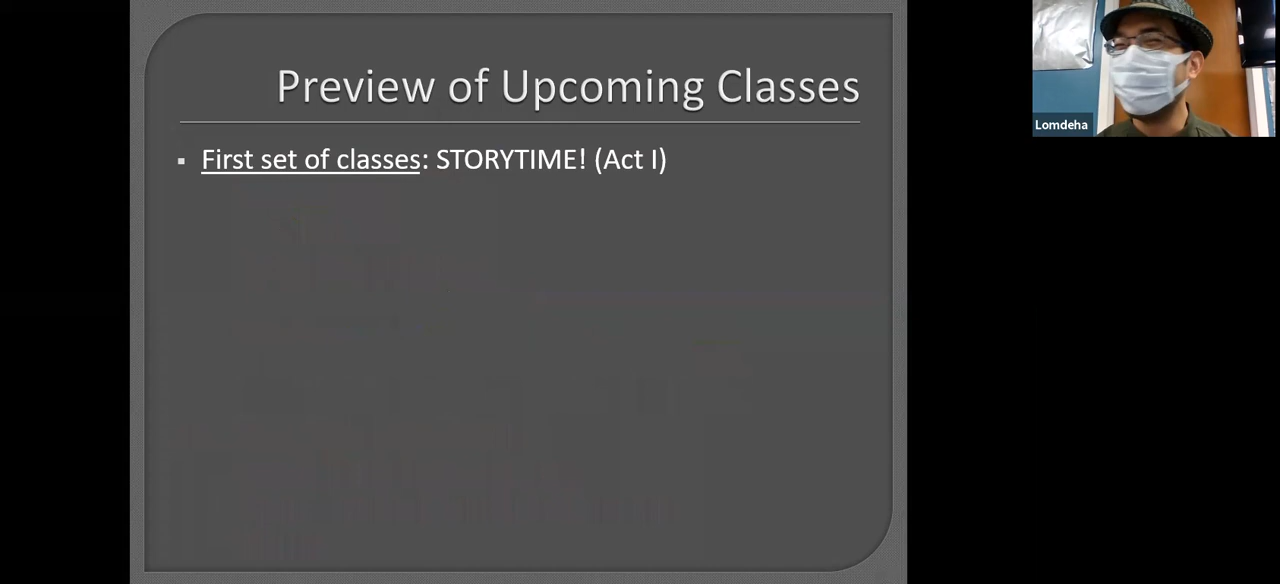 Preview of Upcoming Classes
▪ First set of classes: STORYTIME! (Act I)
Lomdeha